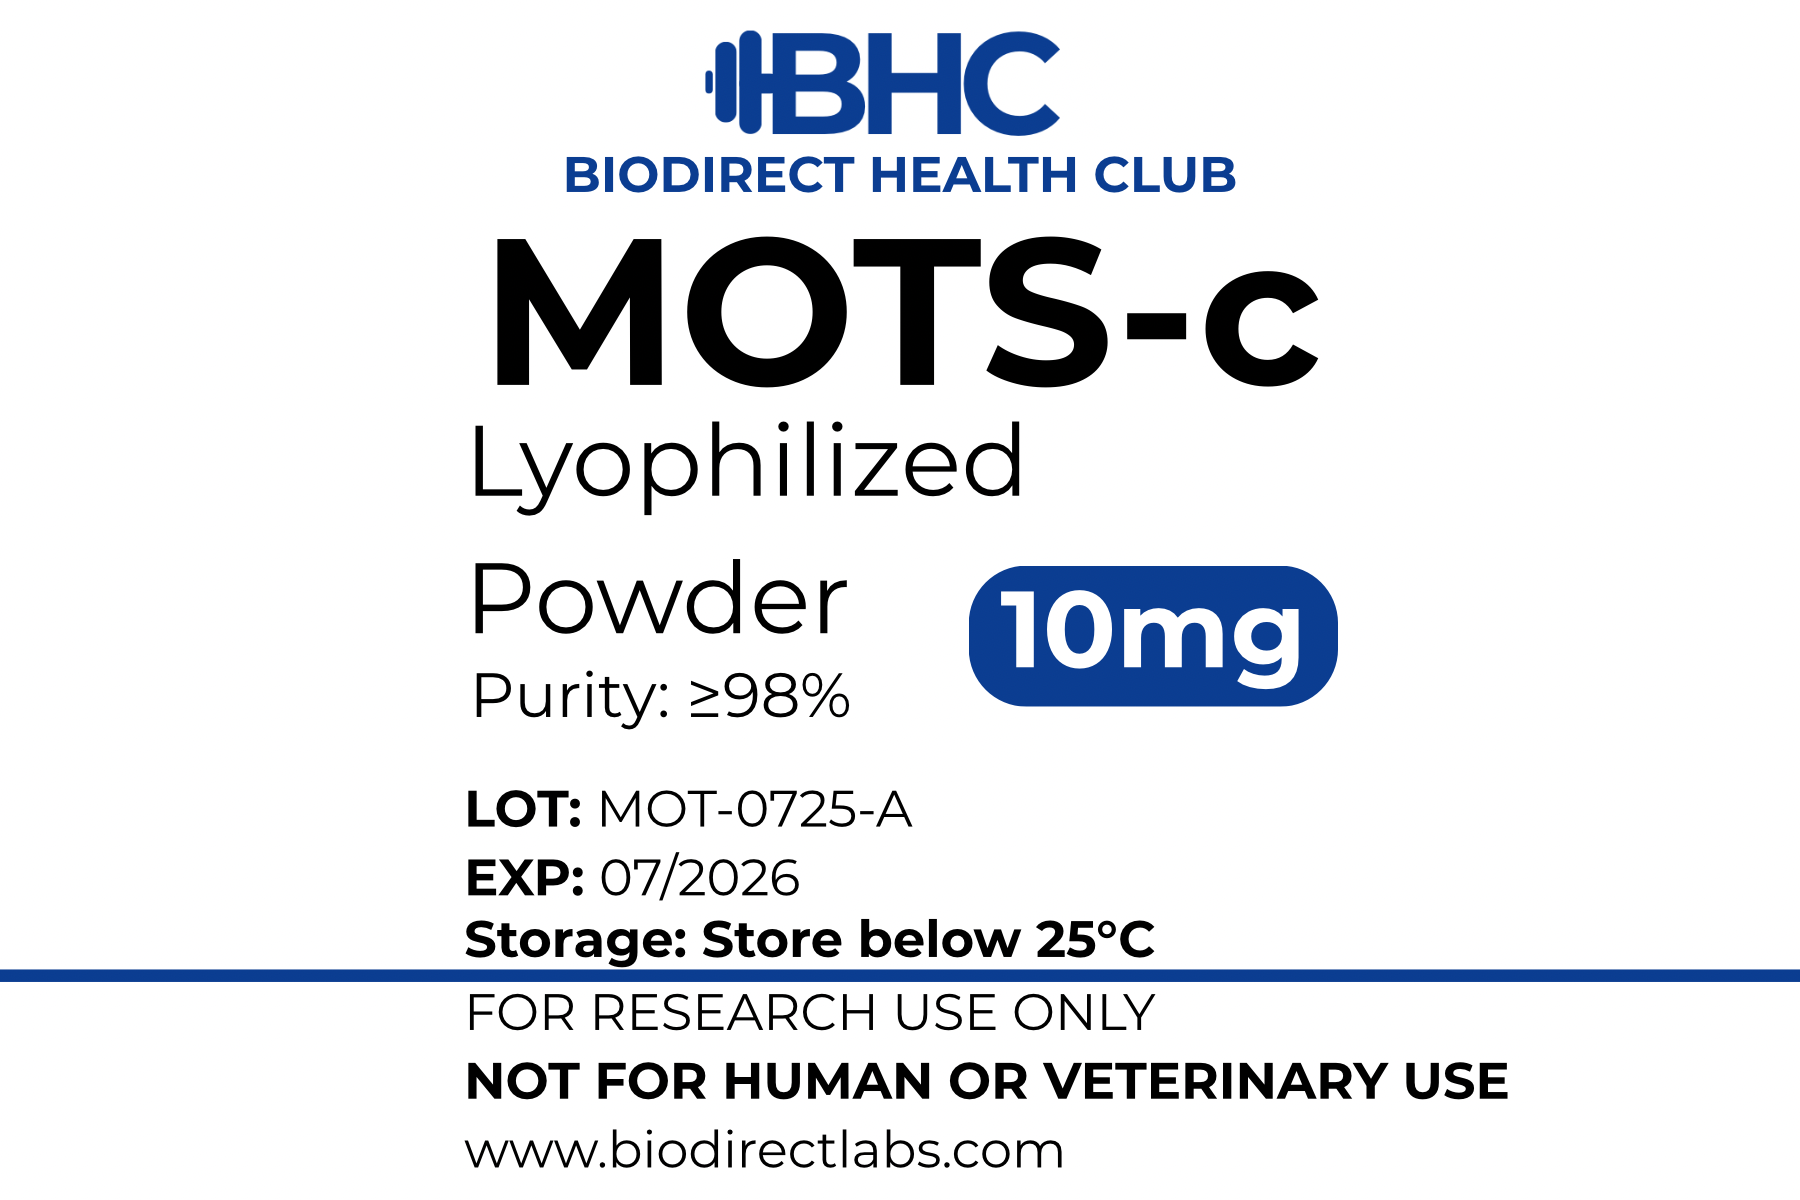 BHC
BIODIRECT HEALTH CLUB
MOTS-c
Lyophilized
Powder
10mg
Purity: ≥98%
LOT: MOT-0725-A
EXP: 07/2026
Storage: Store below 25°C
FOR RESEARCH USE ONLY
NOT FOR HUMAN OR VETERINARY USE
www.biodirectlabs.com